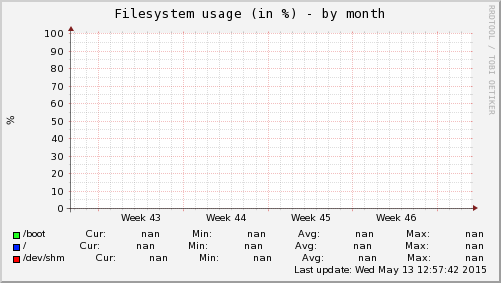 Filesystem usage (in %) - by month
RRDTOOL / TOBI OETIKER
100
90
80
70
60
50
40
30
20
10
0
%
Week 43 Week 44 Week 45 Week 46
/boot Cur: nan Min: nan Avg: nan Max: nan
/ Cur: nan Min: nan Avg: nan Max: nan
/dev/shm Cur: nan Min: nan Avg: nan Max: nan
Last update: Wed May 13 12:57:42 2015